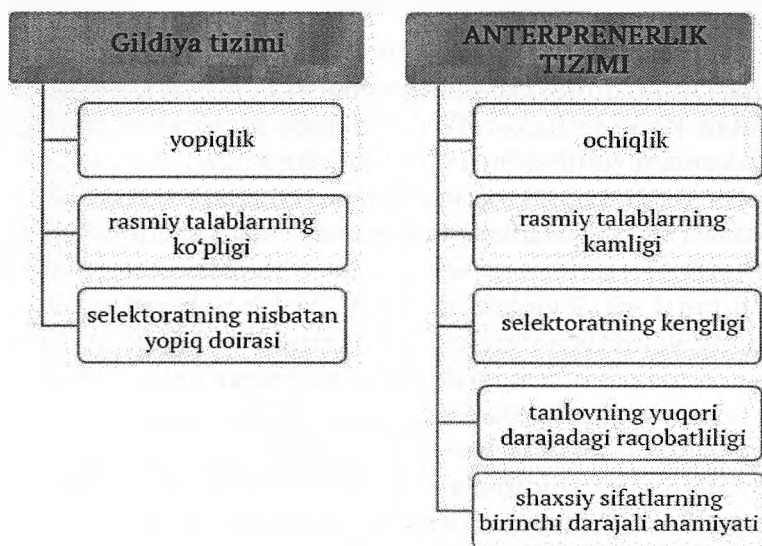 Gildiya tizimi
yopiqlik
rasmiy talablarning
ko‘pligi
selektoratning nisbatan
yopiq doirasi
ANTERPRENERLIK
TIZIMI
ochiqlik
rasmiy talablarning
kamligi
selektoratning kengligi
tanlovning yuqori
darajadagi raqobatliligi
shaxsiy sifatlarning
birinchi darajali ahamiyati